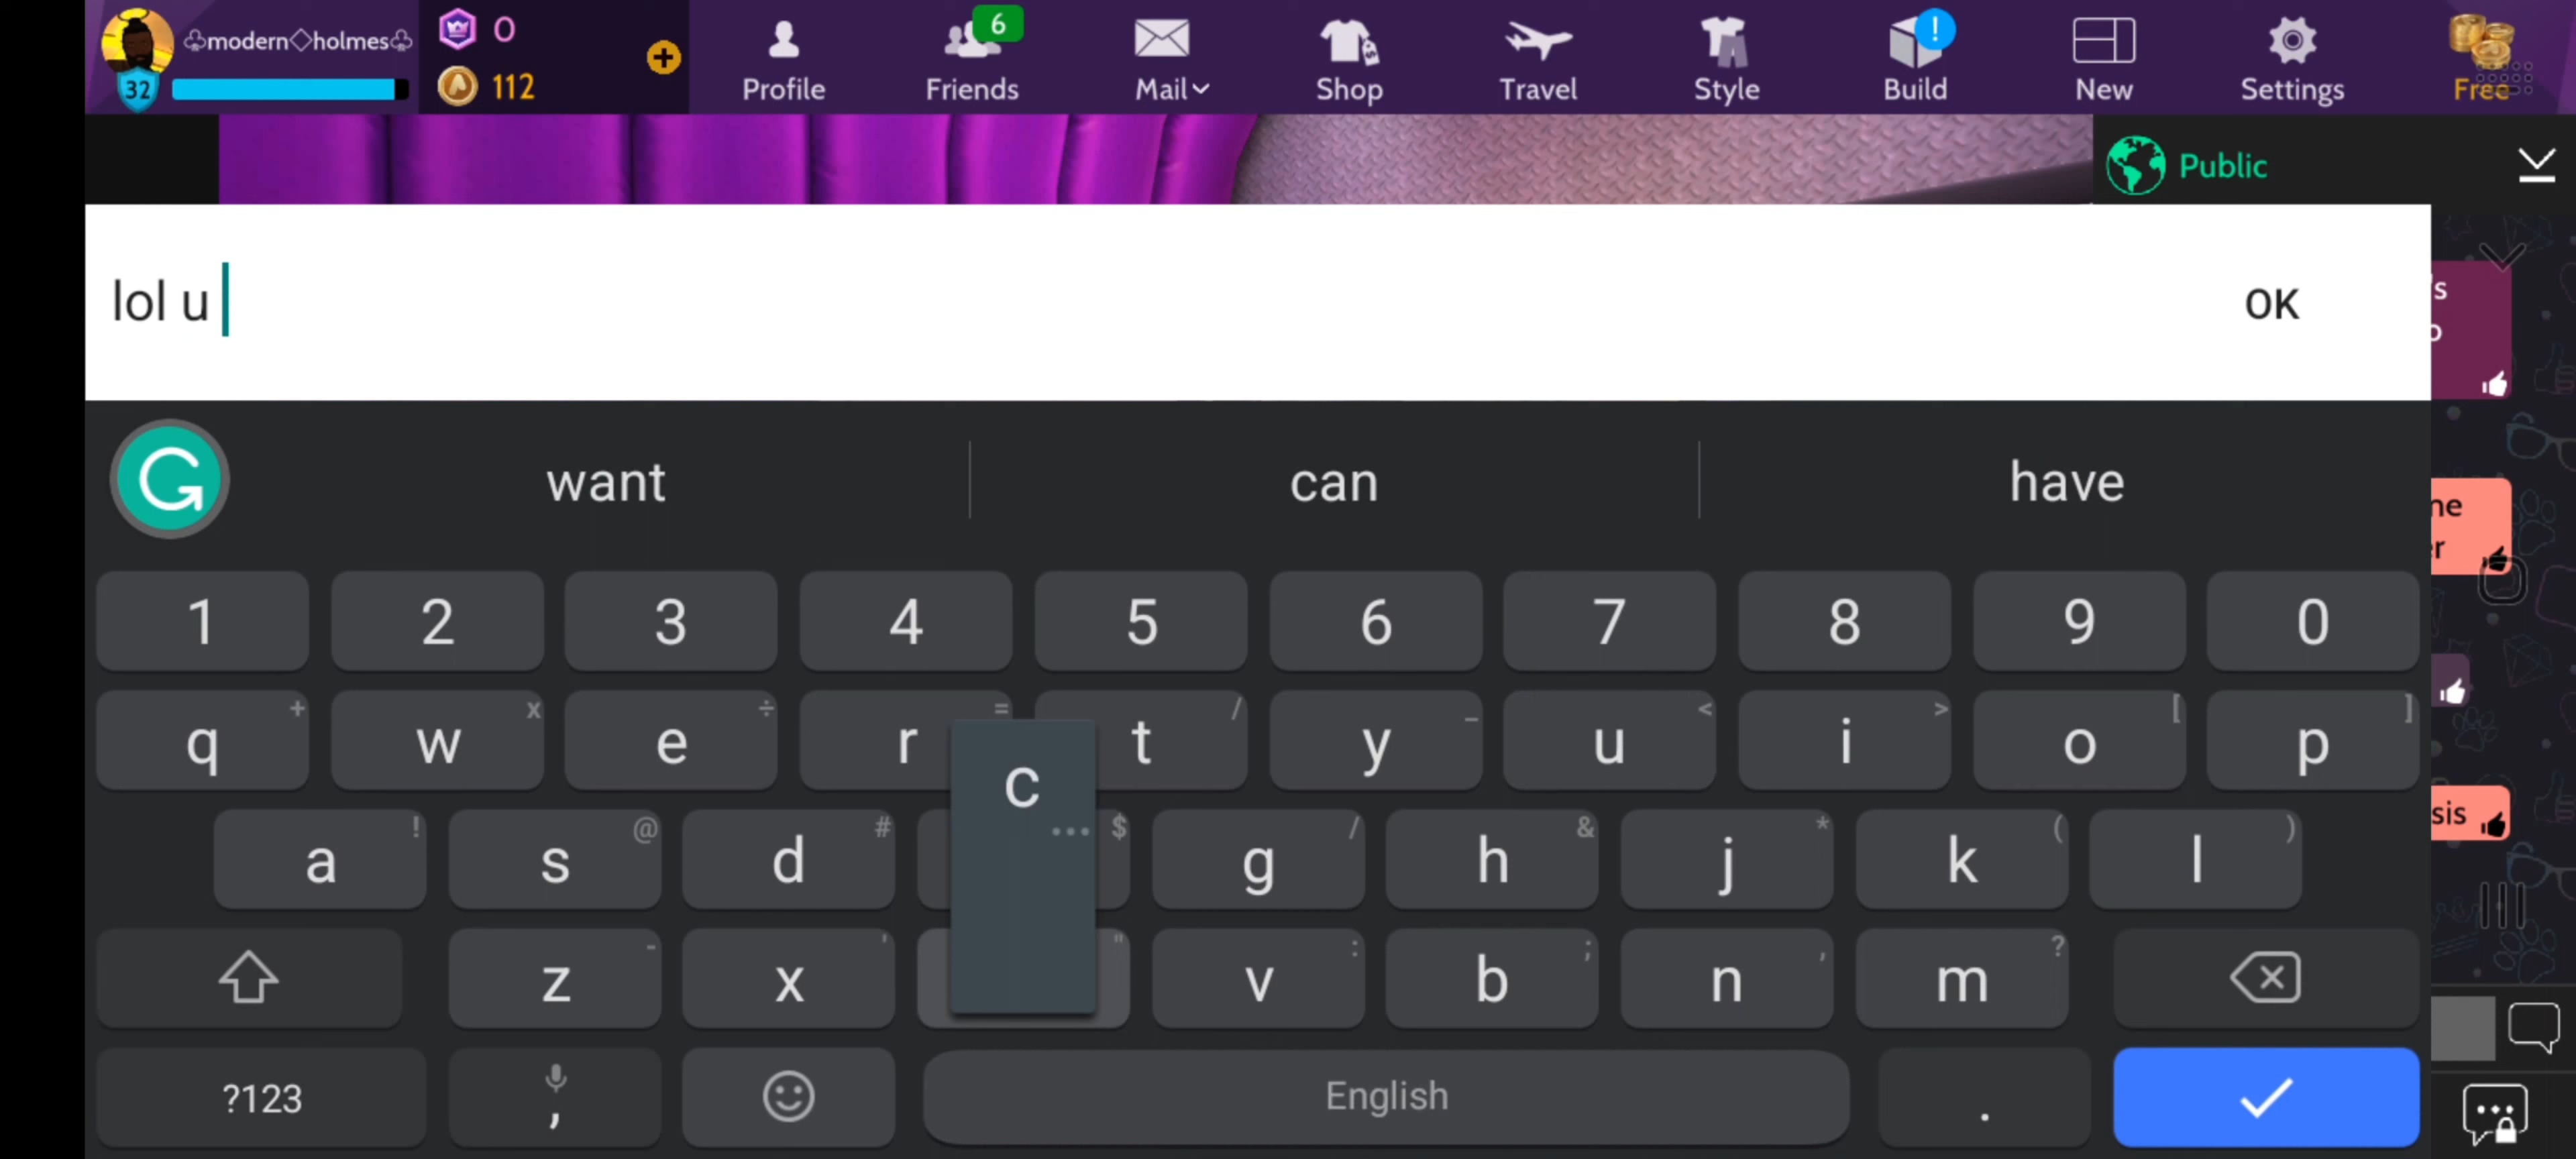 ♧modern◇holmes♧
32
0
112
6
!
Profile
Friends
Mail
Shop
Travel
Style
Build
New
Settings
Free
Public
lol u
OK
's
o
want
can
have
1 2 3 4 5 6 7 8 9 0
q + w x e ÷ r = t / y _ u < i > o [ p ]
a ! s @ d # $ g / h & j * k ( l )
c ...
z - x ' " v : b ; n , m ?
sis
?123 , English .